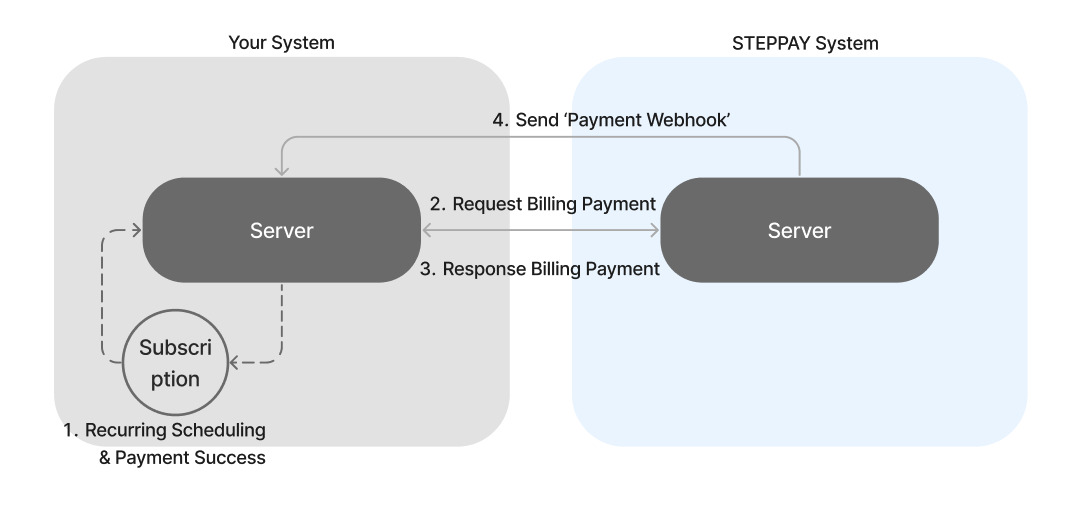 Your System
STEPPAY System
4. Send ‘Payment Webhook’
2. Request Billing Payment
Server
Server
3. Response Billing Payment
Subscri
ption
1. Recurring Scheduling
& Payment Success